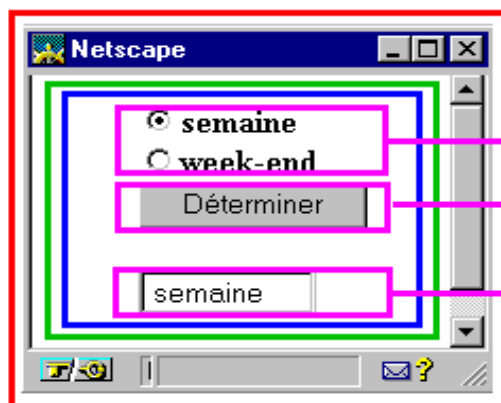 Netscape
semaine
week-end
Déterminer
semaine